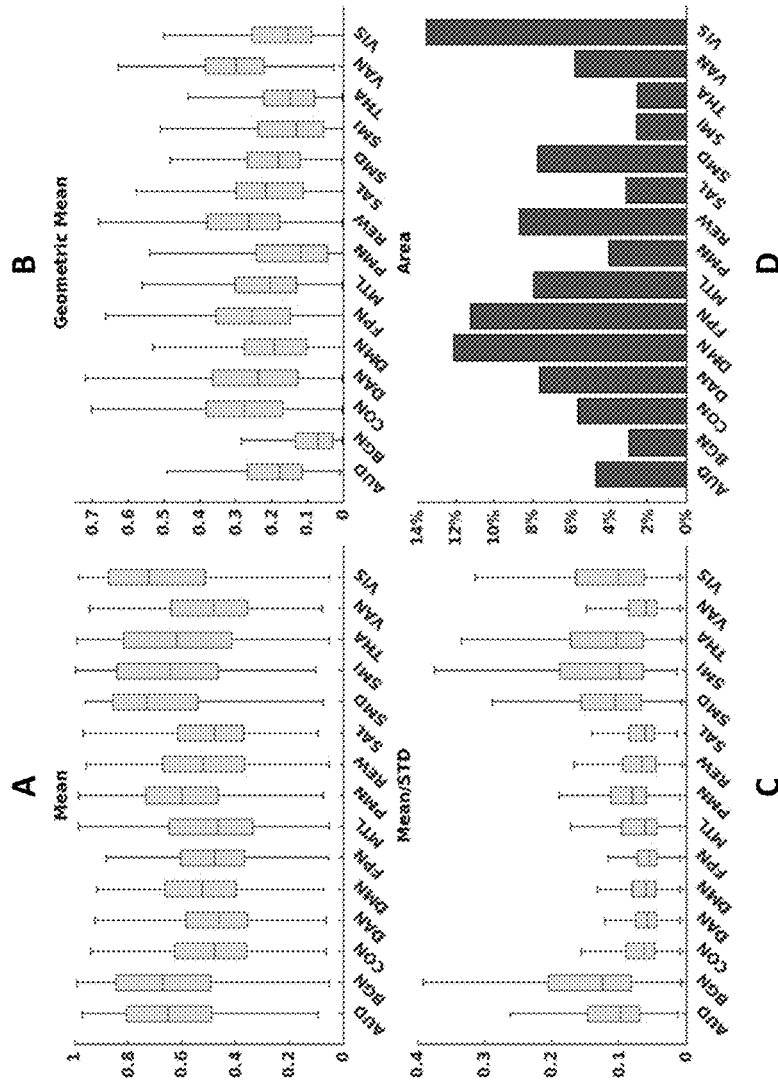 A
Mean
1
0.8
0.6
0.4
0.2
0
AUD BGN CON DAN DMN FPN MTL PMN REW SAL SMD SMI THA VAN VIS
B
Geometric Mean
0.7
0.6
0.5
0.4
0.3
0.2
0.1
0
AUD BGN CON DAN DMN FPN MTL PMN REW SAL SMD SMI THA VAN VIS
Mean/STD
0.4
0.3
0.2
0.1
0
AUD BGN CON DAN DMN FPN MTL PMN REW SAL SMD SMI THA VAN VIS
C
Area
14%
12%
10%
8%
6%
4%
2%
0%
AUD BGN CON DAN DMN FPN MTL PMN REW SAL SMD SMI THA VAN VIS
D